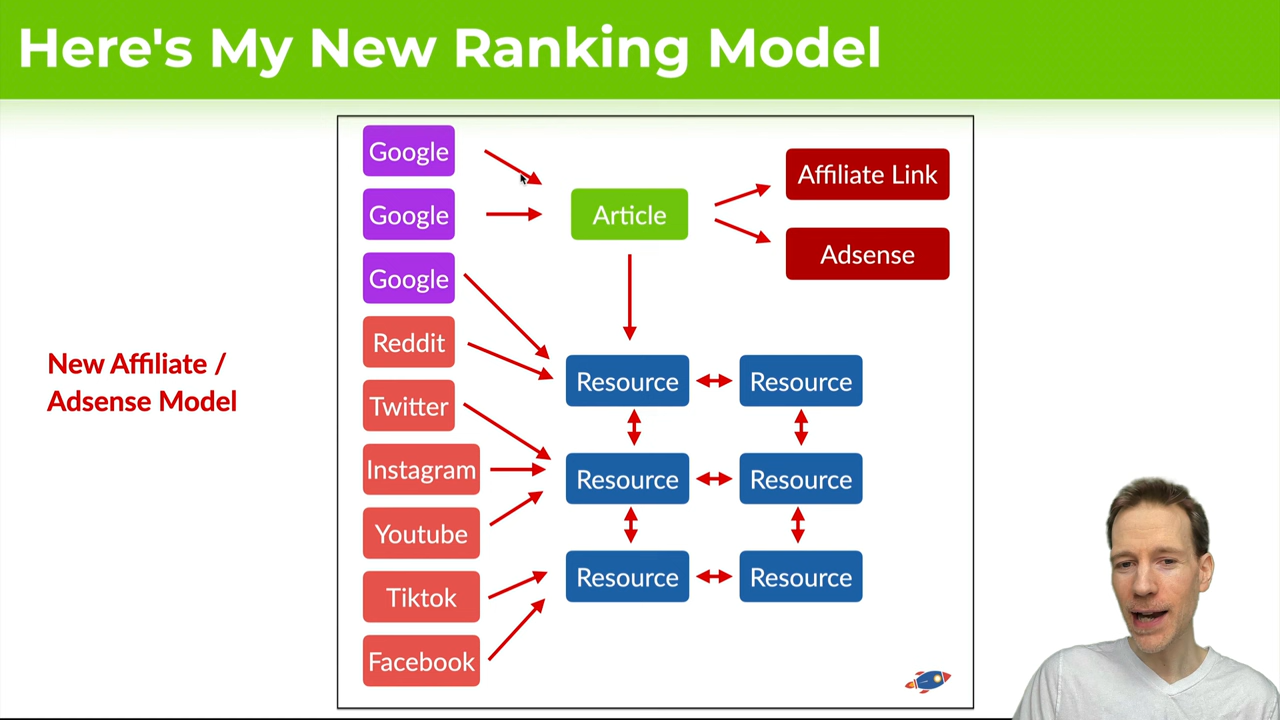 Here's My New Ranking Model
New Affiliate /
Adsense Model
Google
Google
Google
Reddit
Twitter
Instagram
Youtube
Tiktok
Facebook
Article
Affiliate Link
Adsense
Resource
Resource
Resource
Resource
Resource
Resource